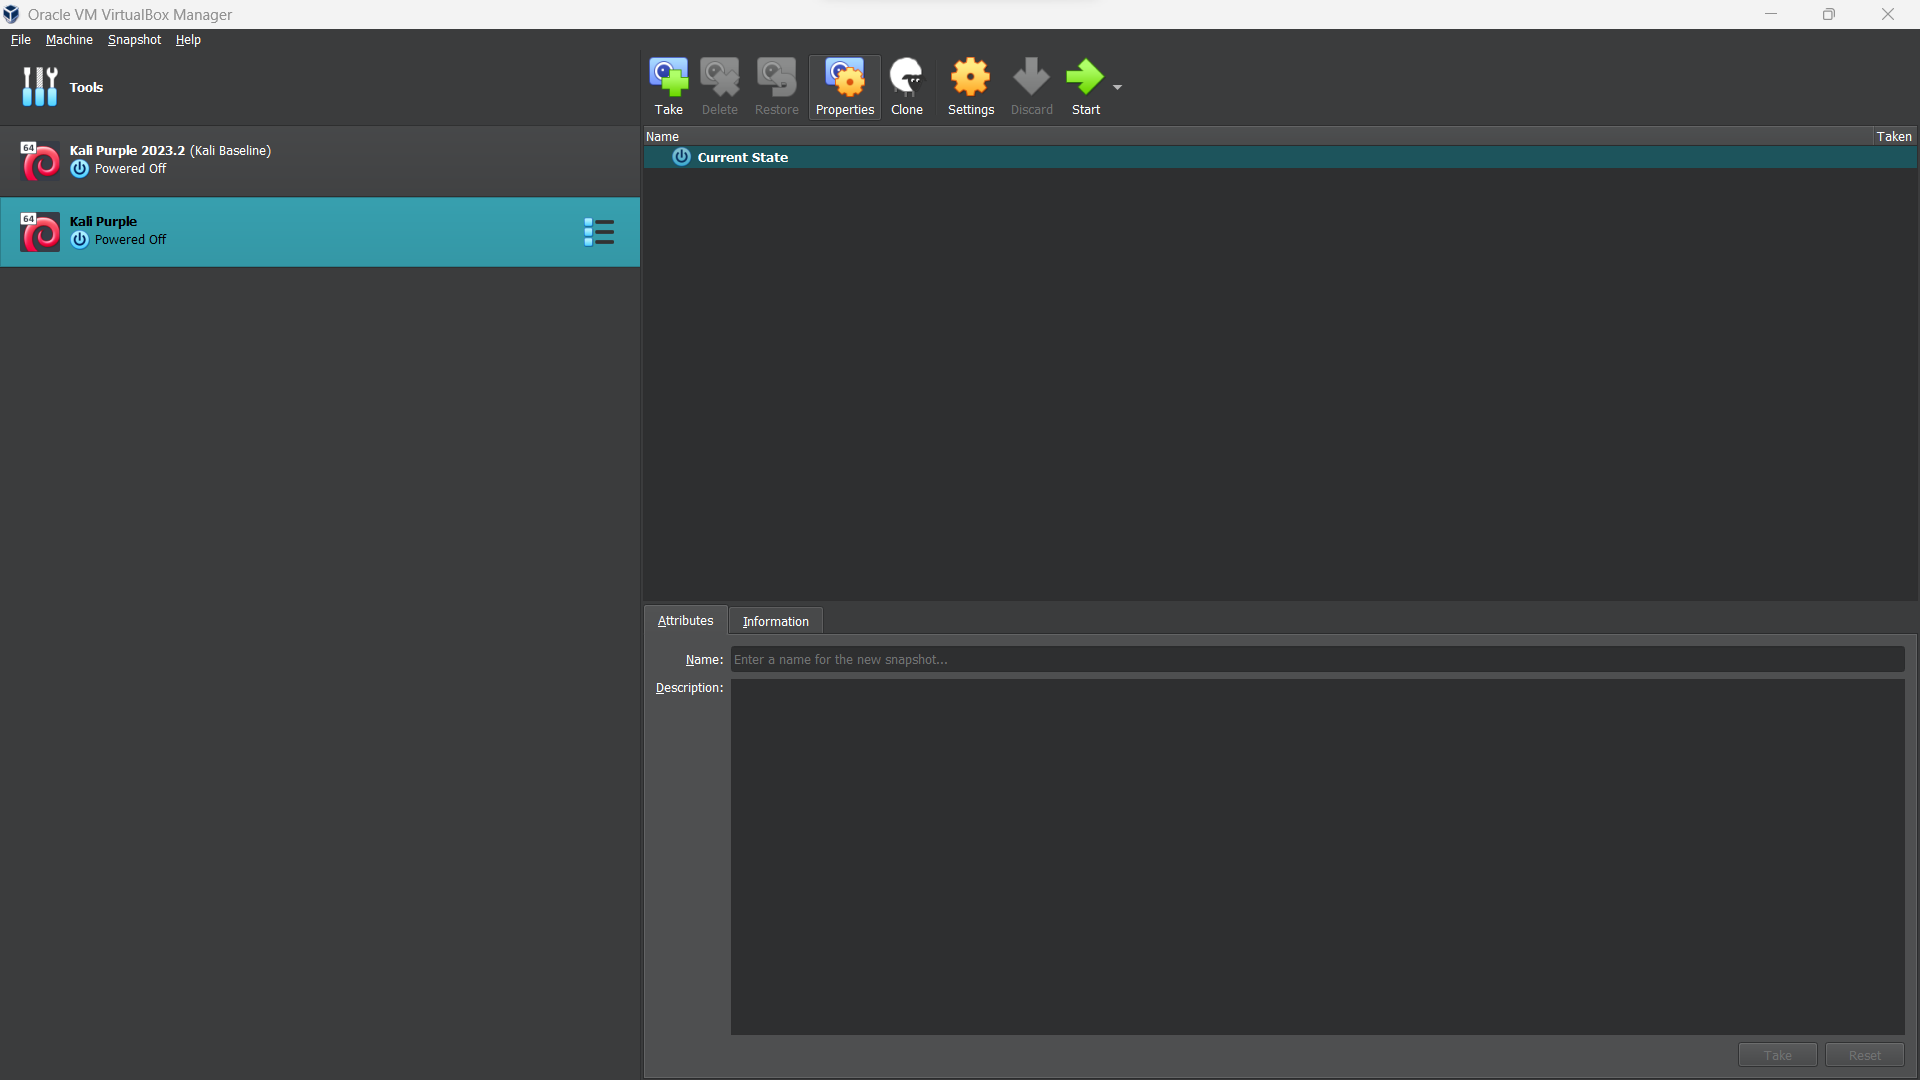 Oracle VM VirtualBox Manager
File Machine Snapshot Help
Tools
Take Delete Restore Properties Clone Settings Discard Start
Name Taken
Current State
64
Kali Purple 2023.2 (Kali Baseline)
Powered Off
64
Kali Purple
Powered Off
Attributes Information
Name: Enter a name for the new snapshot...
Description:
Take Reset